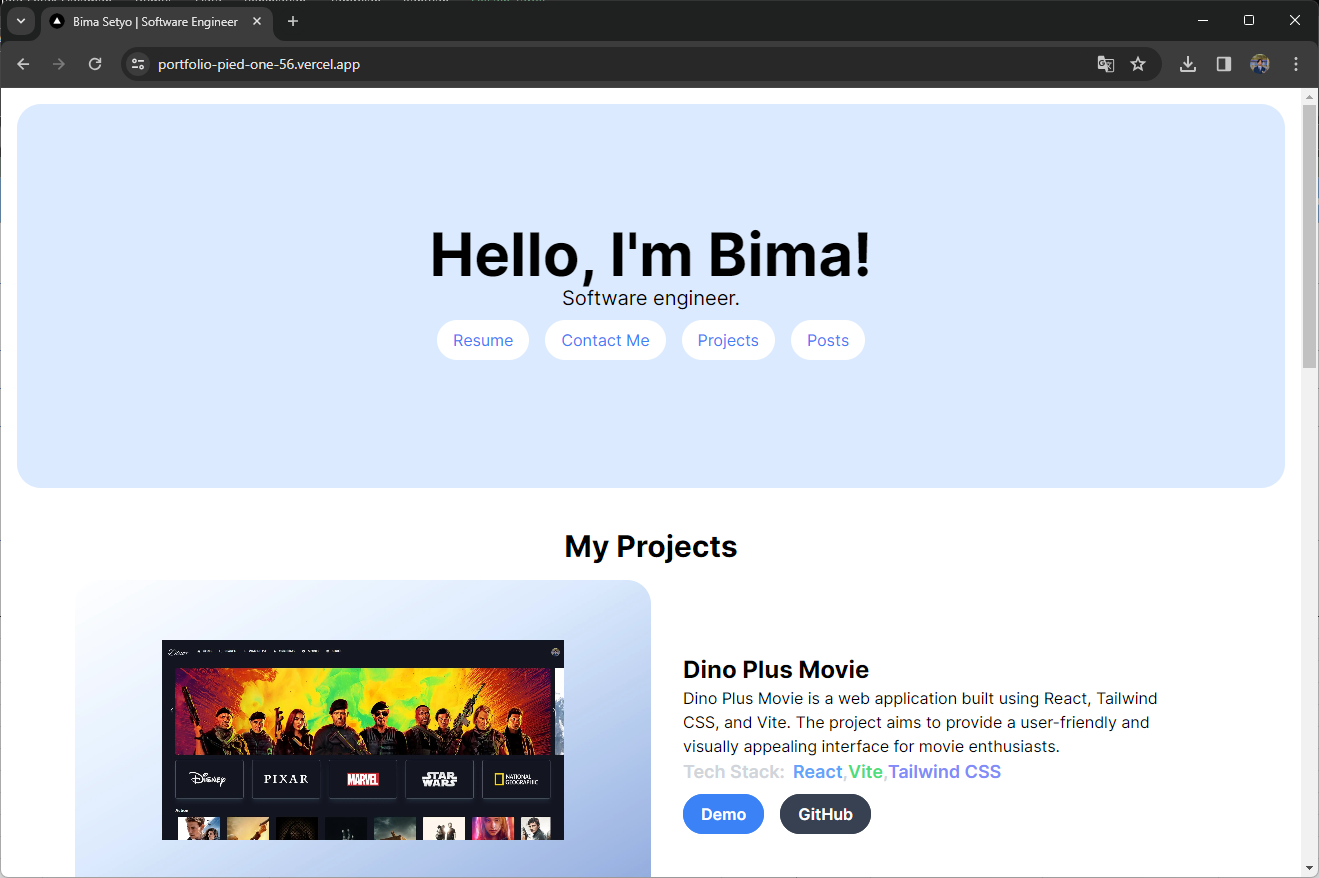 Bima Setyo | Software Engineer
portfolio-pied-one-56.vercel.app
Hello, I'm Bima!
Software engineer.
Resume Contact Me Projects Posts
My Projects
DISNEY PIXAR MARVEL STAR WARS NATIONAL GEOGRAPHIC
Action
Dino Plus Movie
Dino Plus Movie is a web application built using React, Tailwind
CSS, and Vite. The project aims to provide a user-friendly and
visually appealing interface for movie enthusiasts.
Tech Stack: React,Vite,Tailwind CSS
Demo GitHub